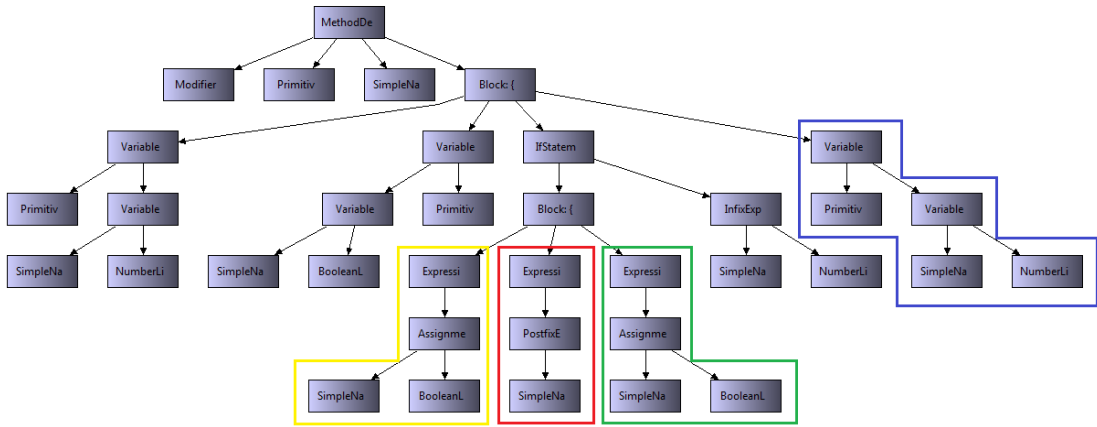 MethodDe
Modifier Primitiv SimpleNa Block: {
Variable Variable IfStatem Variable
Primitiv Variable Variable Primitiv Block: { InfixExp Primitiv Variable
SimpleNa NumberLi SimpleNa BooleanL Expressi Expressi Expressi SimpleNa NumberLi SimpleNa NumberLi
Assignme PostfixE Assignme
SimpleNa BooleanL SimpleNa SimpleNa BooleanL